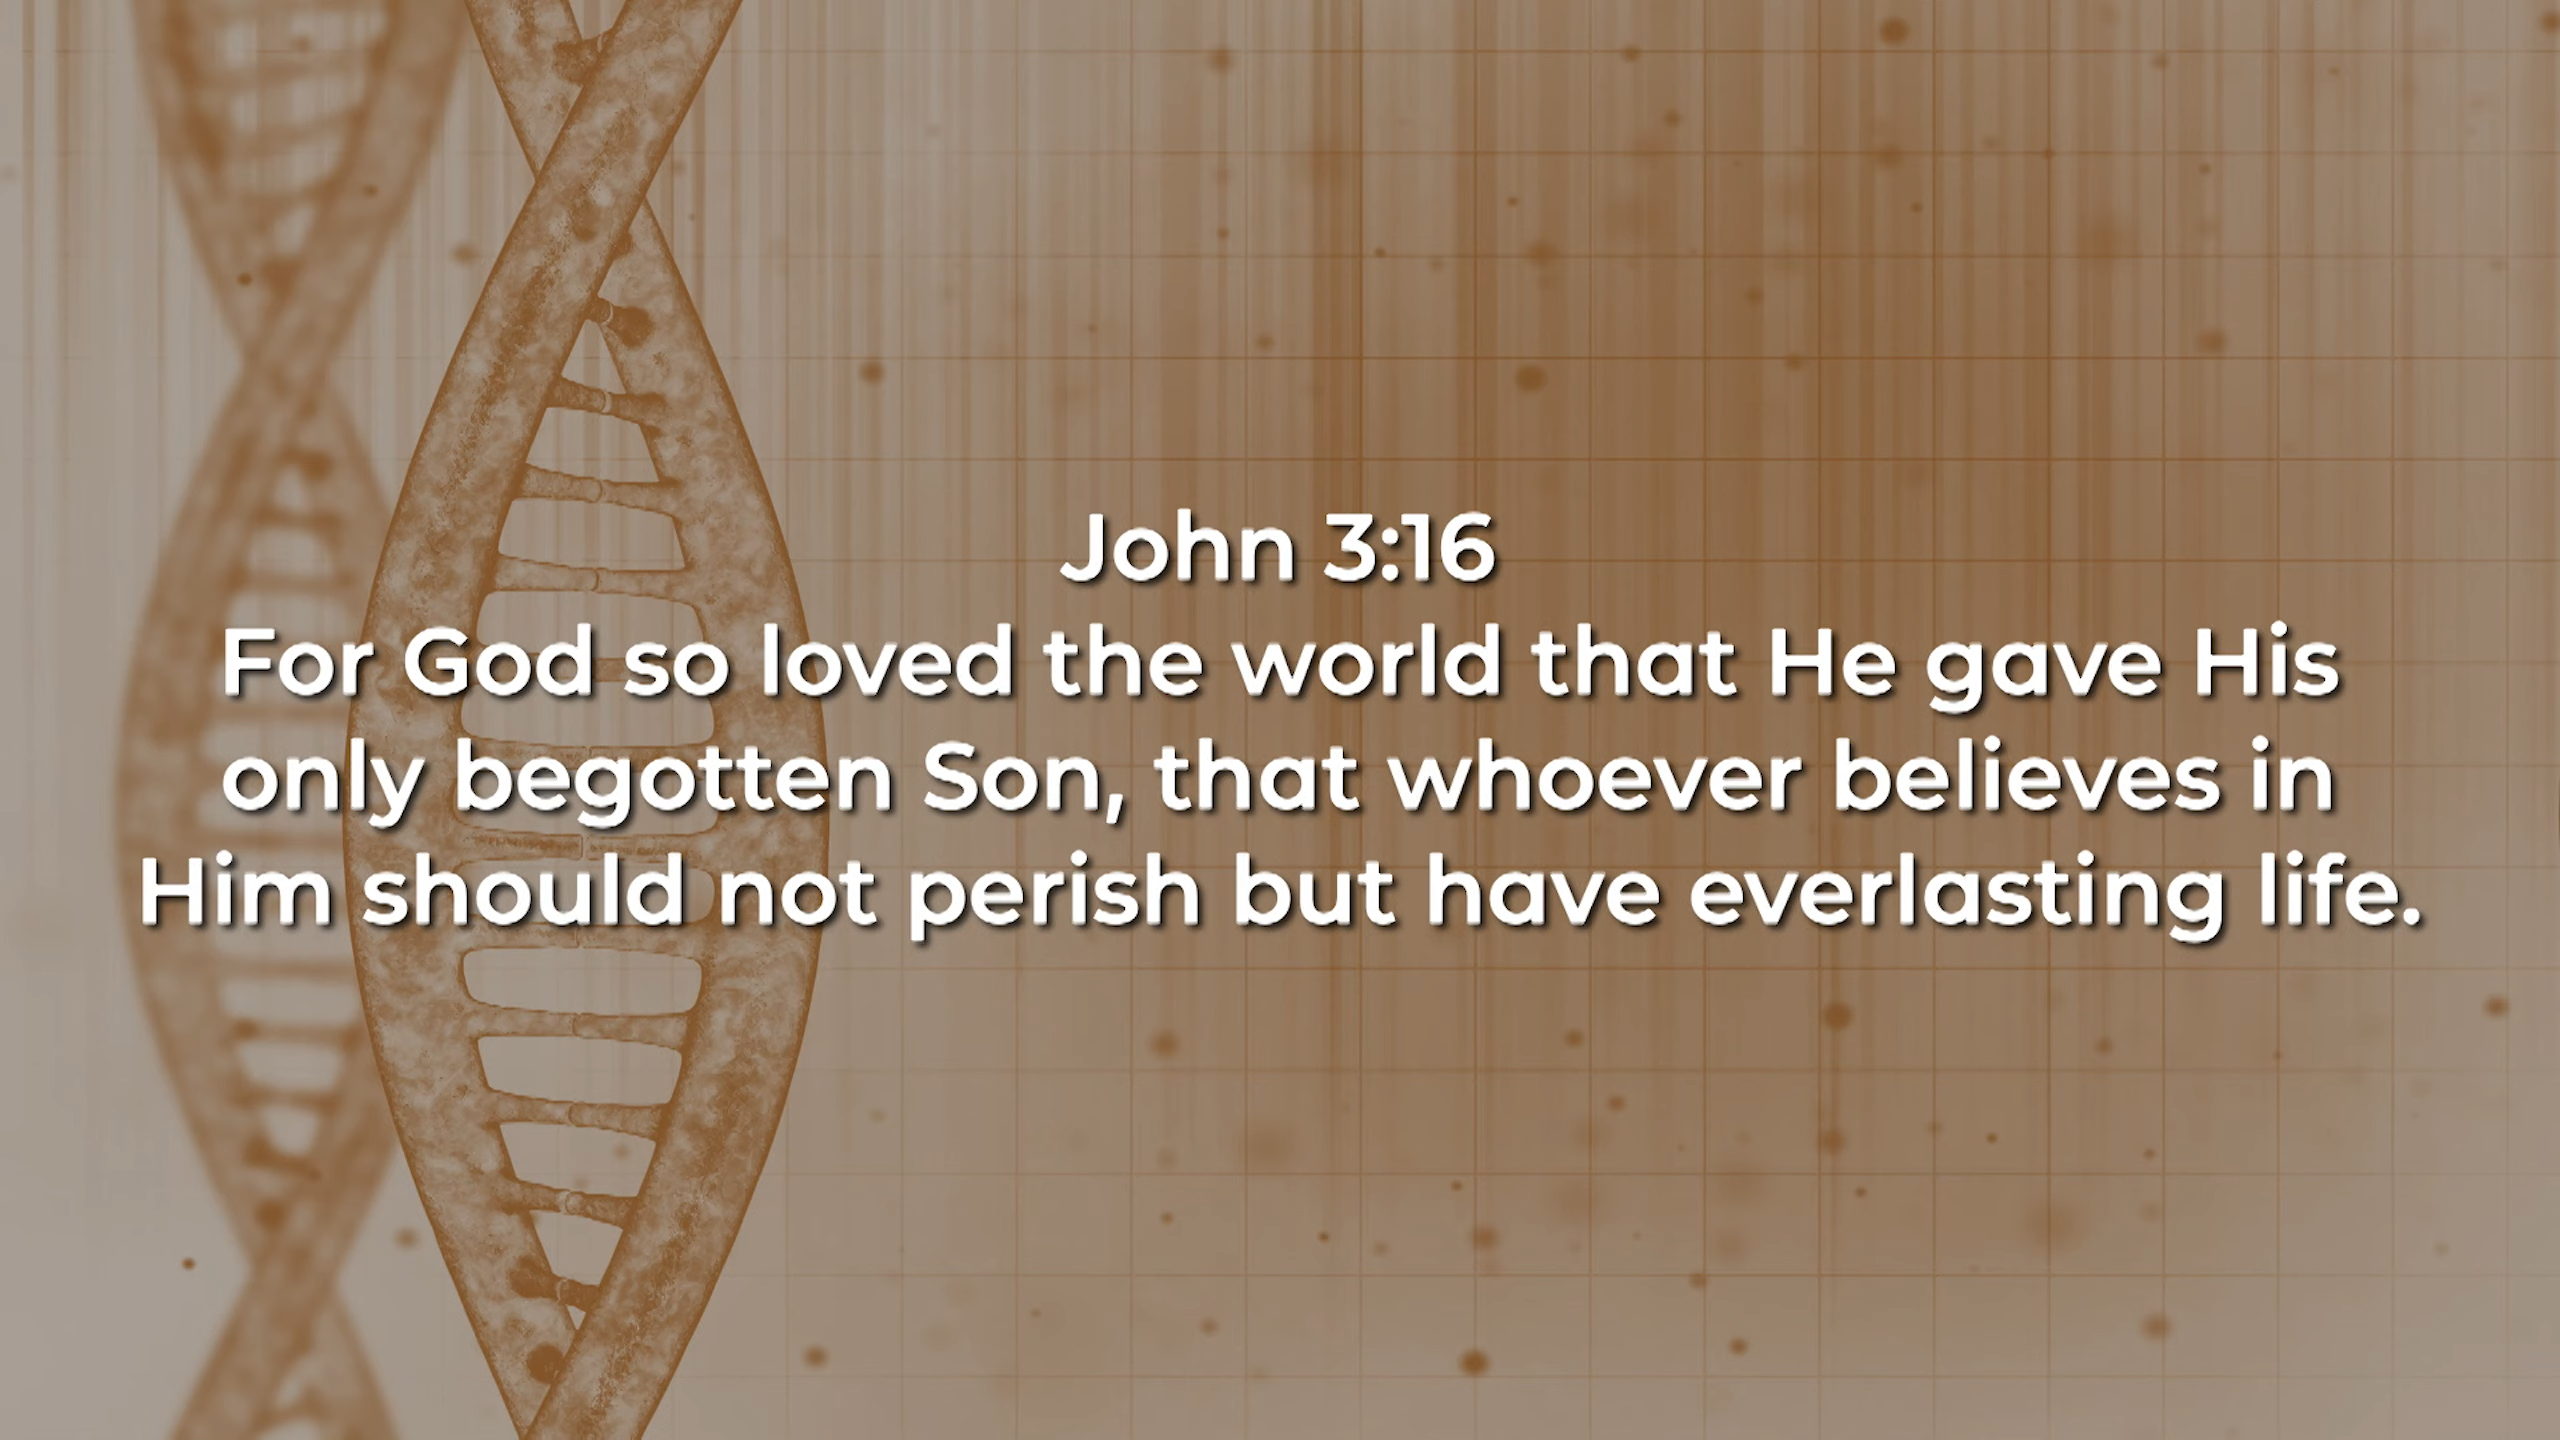 John 3:16
For God so loved the world that He gave His
only begotten Son, that whoever believes in
Him should not perish but have everlasting life.